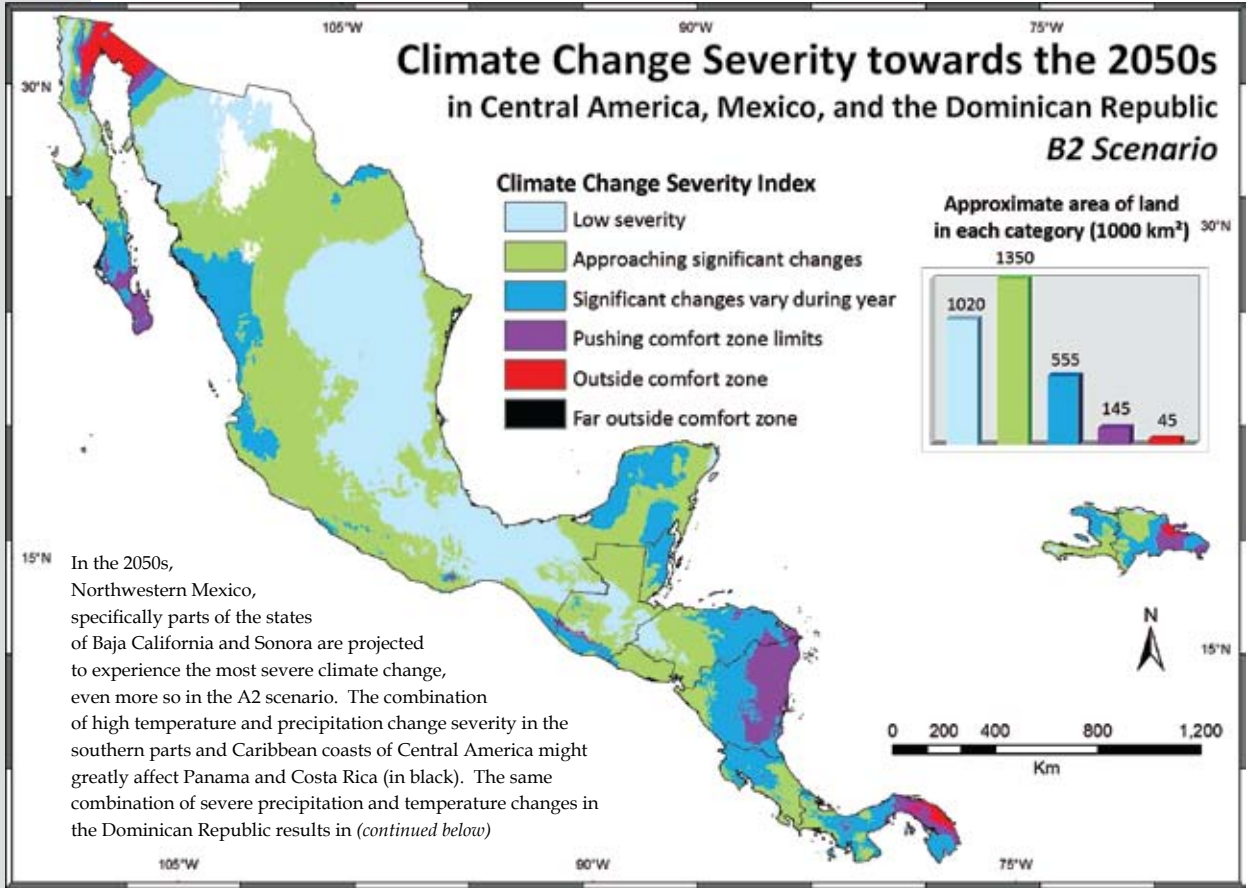 105°W
90°W
75°W
Climate Change Severity towards the 2050s
in Central America, Mexico, and the Dominican Republic
B2 Scenario
30°N
Climate Change Severity Index
Low severity
Approaching significant changes
Significant changes vary during year
Pushing comfort zone limits
Outside comfort zone
Far outside comfort zone
Approximate area of land
in each category (1000 km²)
30°N
1020
1350
555
145
45
15°N
In the 2050s,
Northwestern Mexico,
specifically parts of the states
of Baja California and Sonora are projected
to experience the most severe climate change,
even more so in the A2 scenario. The combination
of high temperature and precipitation change severity in the
southern parts and Caribbean coasts of Central America might
greatly affect Panama and Costa Rica (in black). The same
combination of severe precipitation and temperature changes in
the Dominican Republic results in (continued below)
N
15°N
0 200 400 800 1,200
Km
105°W
90°W
75°W